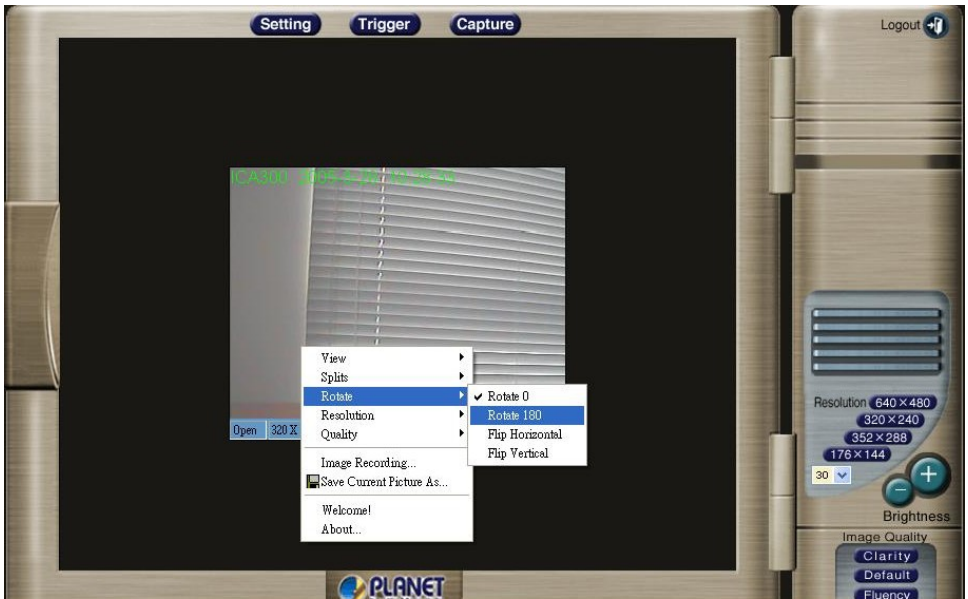 Setting Trigger Capture
Logout
ICA300
View
Splits
Rotate
Resolution
Quality
Image Recording...
Save Current Picture As...
Welcome!
About...
✔ Rotate 0
Rotate 180
Flip Horizontal
Flip Vertical
Open 320 X
Resolution 640×480
320×240
352×288
176×144
30
+
−
Brightness
Image Quality
Clarity
Default
Fluency
PLANET